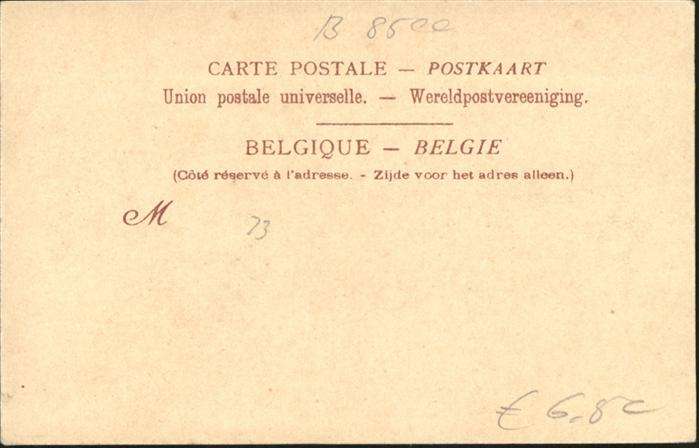 B 8500
CARTE POSTALE — POSTKAART
Union postale universelle. — Wereldpostvereeniging.
BELGIQUE — BELGIE
(Côté réservé à l'adresse. - Zijde voor het adres alleen.)
M 73
€ 6,80